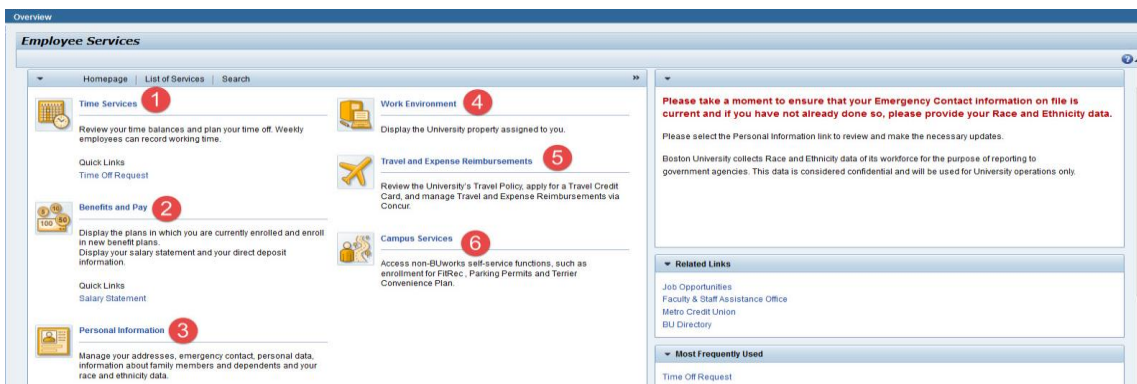 Overview
Employee Services
Homepage | List of Services | Search
Time Services 1
Review your time balances and plan your time off. Weekly
employees can record working time.
Quick Links
Time Off Request
Benefits and Pay 2
Display the plans in which you are currently enrolled and enroll
in new benefit plans.
Display your salary statement and your direct deposit
information.
Quick Links
Salary Statement
Personal Information 3
Manage your addresses, emergency contact, personal data,
information about family members and dependents and your
race and ethnicity data.
Work Environment 4
Display the University property assigned to you.
Travel and Expense Reimbursements 5
Review the University's Travel Policy, apply for a Travel Credit
Card, and manage Travel and Expense Reimbursements via
Concur.
Campus Services 6
Access non-BUworks self-service functions, such as
enrollment for FitRec , Parking Permits and Terrier
Convenience Plan.
Please take a moment to ensure that your Emergency Contact information on file is
current and if you have not already done so, please provide your Race and Ethnicity data.
Please select the Personal Information link to review and make the necessary updates.
Boston University collects Race and Ethnicity data of its workforce for the purpose of reporting to
government agencies. This data is considered confidential and will be used for University operations only.
Related Links
Job Opportunities
Faculty & Staff Assistance Office
Metro Credit Union
BU Directory
Most Frequently Used
Time Off Request